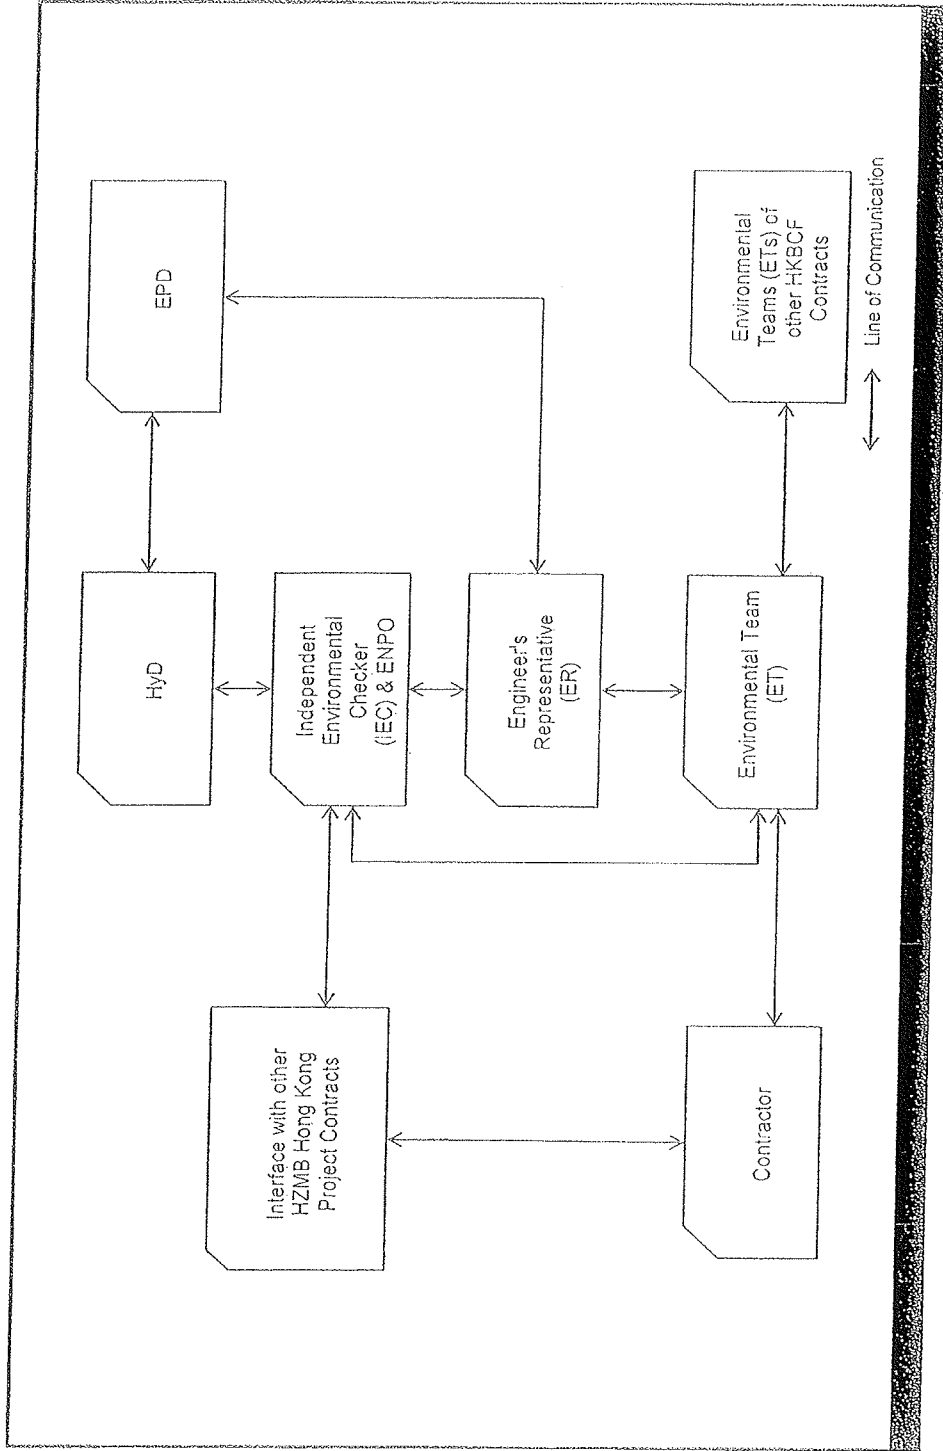 HyD
EPD
Interface with other
HZMB Hong Kong
Project Contracts
Independent
Environmental
Checker
(IEC) & ENPO
Engineer's
Representative
(ER)
Contractor
Environmental Team
(ET)
Environmental
Teams (ETs) of
other HKBCF
Contracts
Line of Communication